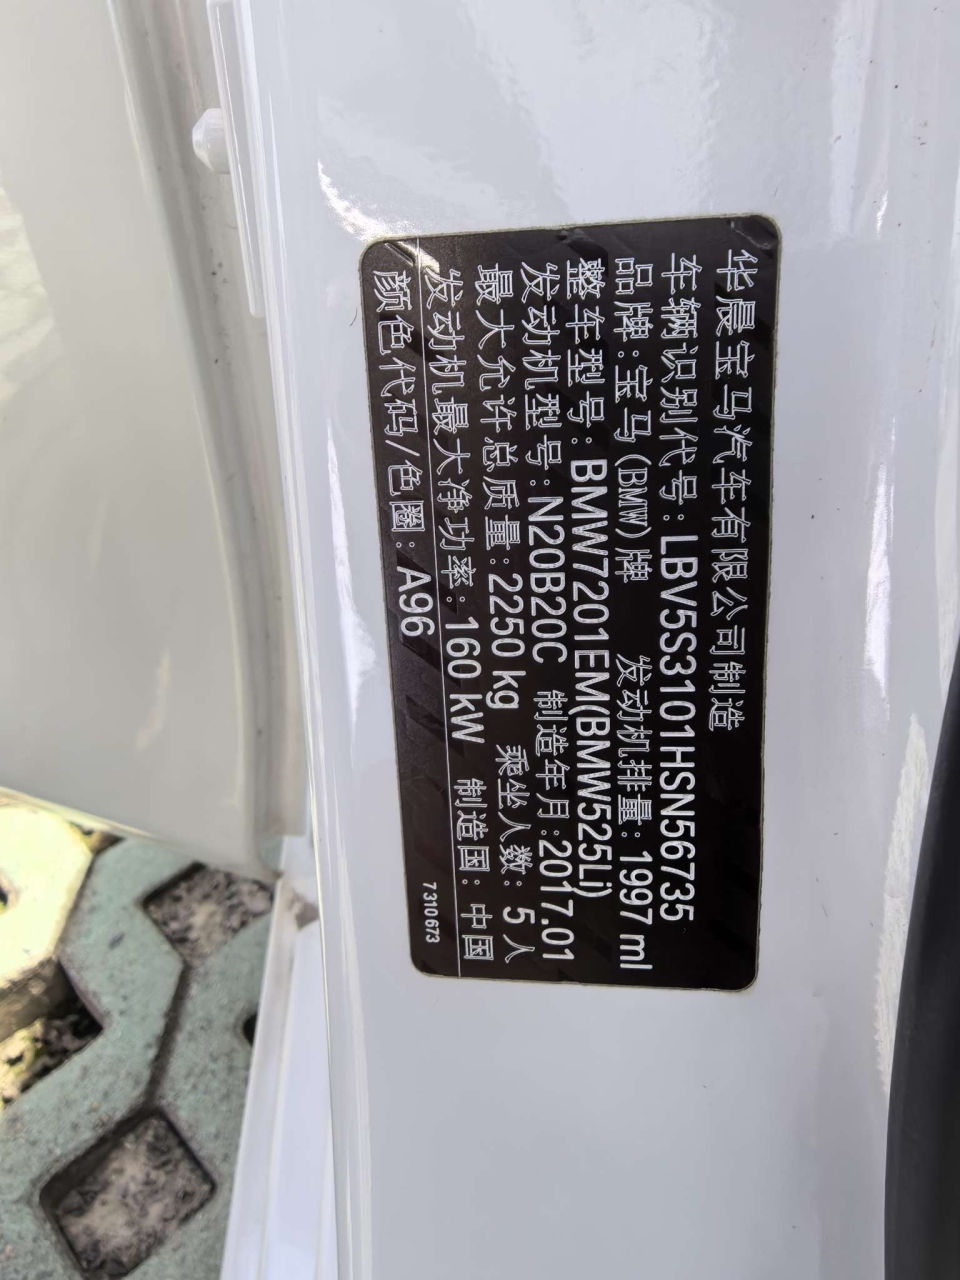 华晨宝马汽车有限公司制造
车辆识别代号:LBV5S3101HSN56735
品牌:宝马(BMW)牌 发动机排量:1997 ml
整车型号:BMW7201EM(BMW525Li)
发动机型号:N20B20C 制造年月:2017.01
最大允许总质量:2250 kg 乘坐人数:5人
发动机最大净功率:160 kW 制造国:中国
颜色代码/色圈:A96 7 310 673